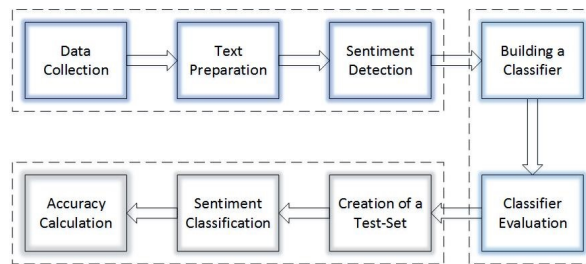 Data
Collection
Text
Preparation
Sentiment
Detection
Building a
Classifier
Classifier
Evaluation
Creation of a
Test-Set
Sentiment
Classification
Accuracy
Calculation